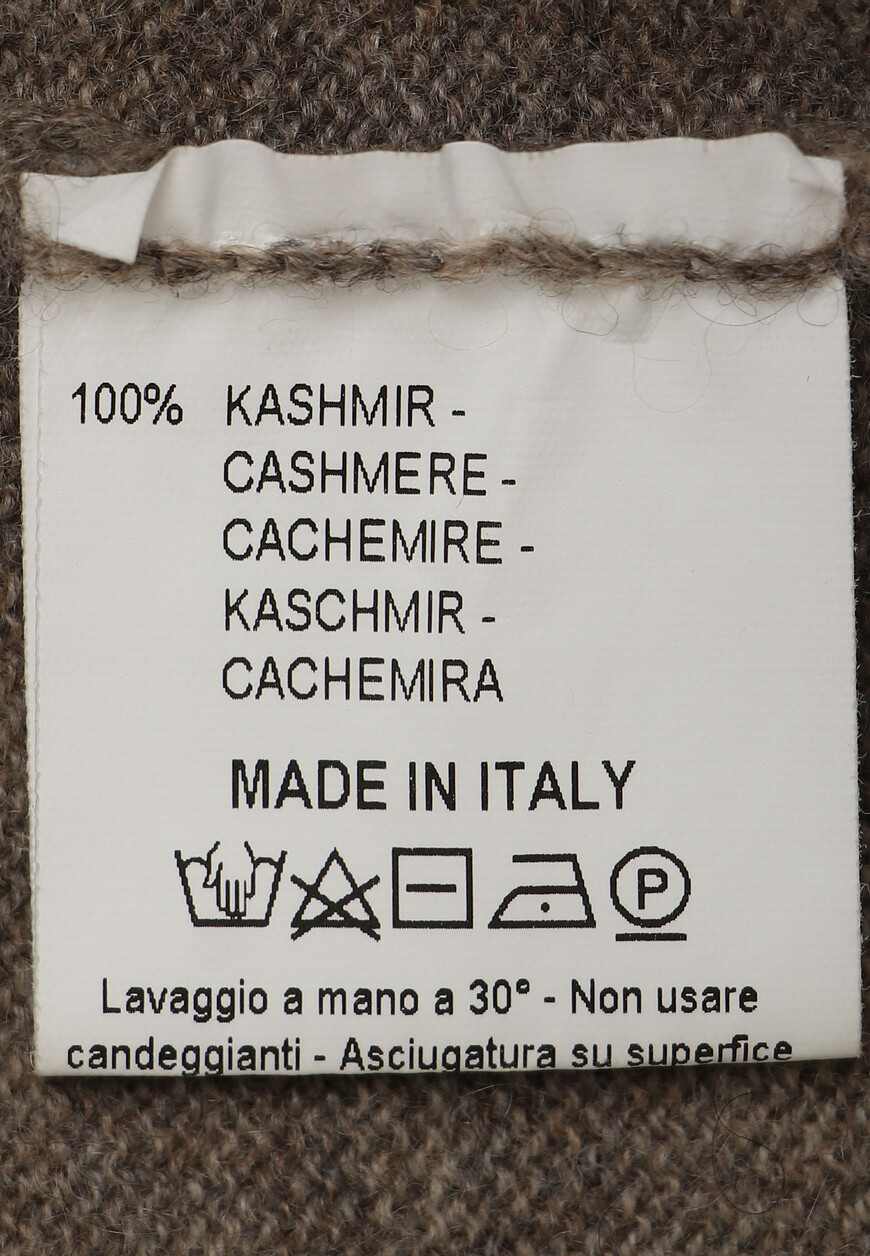 100% KASHMIR -
CASHMERE -
CACHEMIRE -
KASCHMIR -
CACHEMIRA
MADE IN ITALY
P
Lavaggio a mano a 30° - Non usare
candeggianti - Asciugatura su superfice